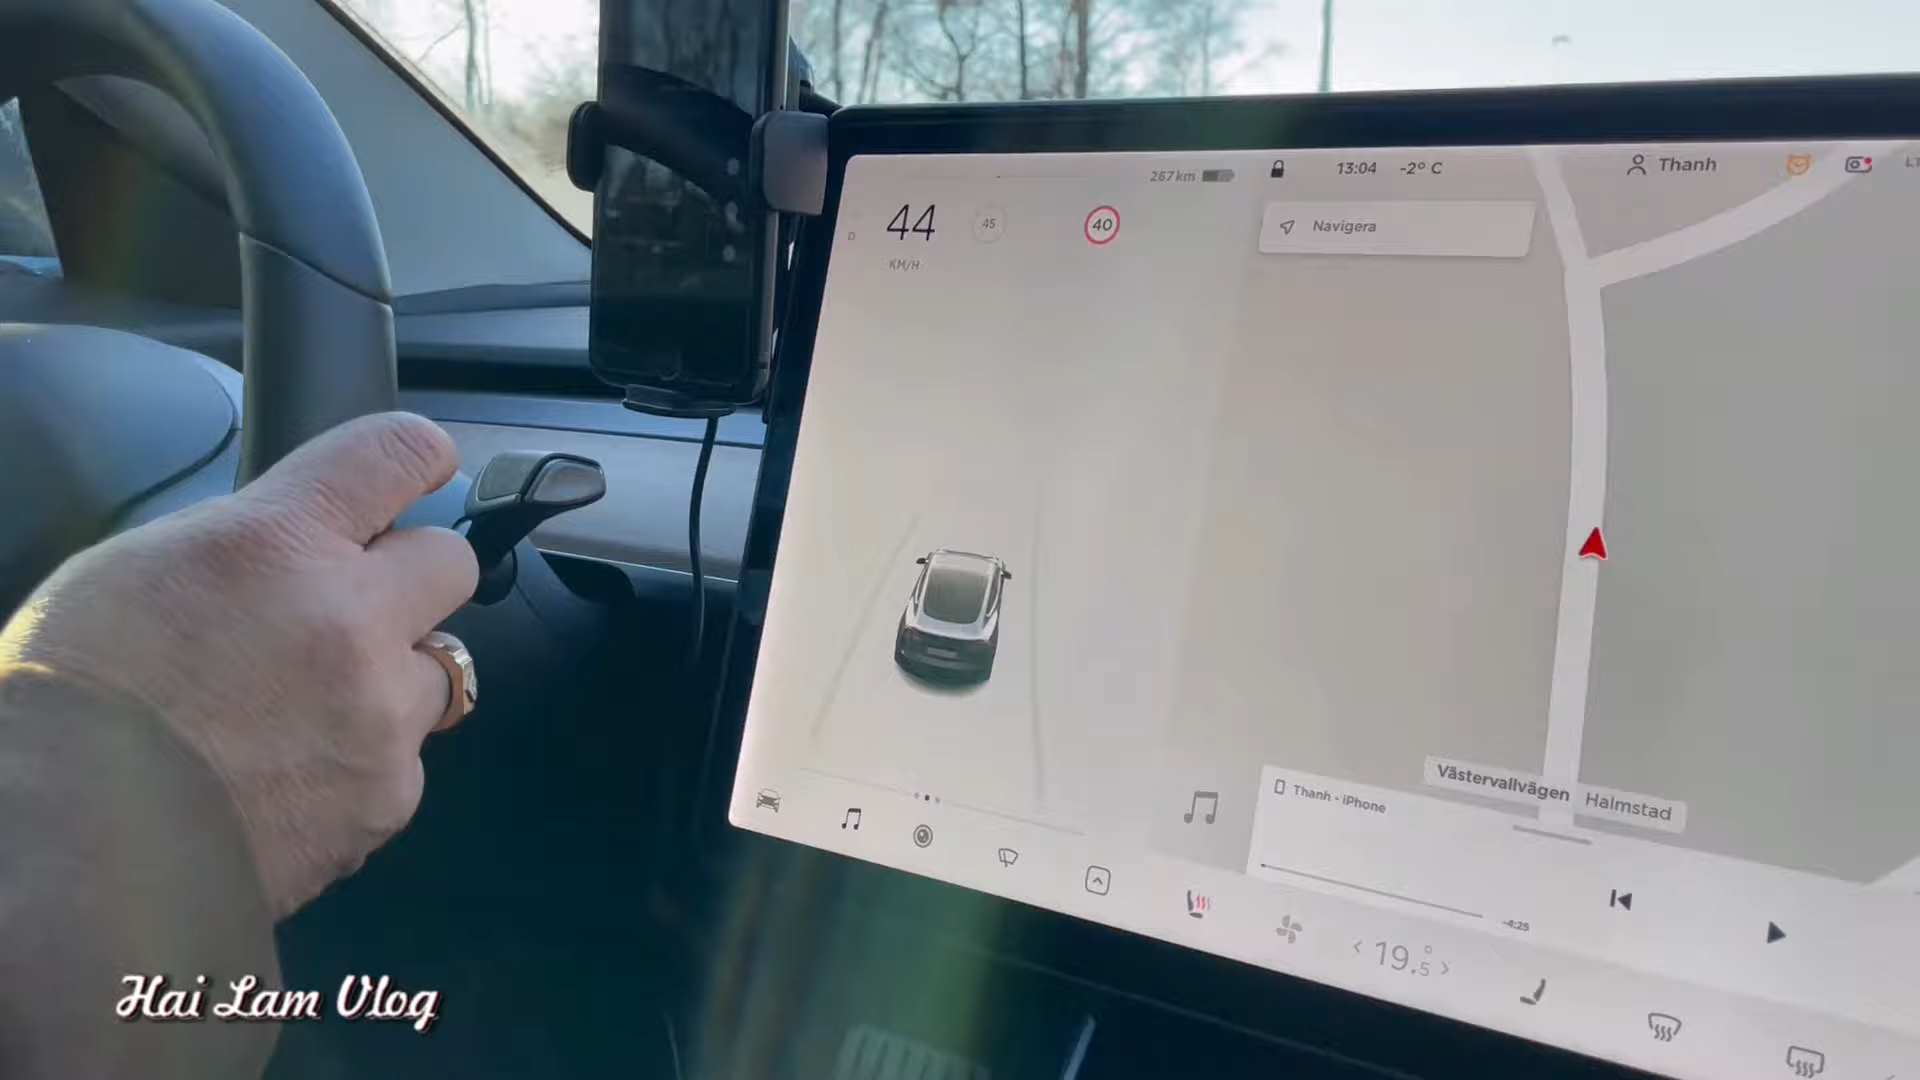 267 km
13:04 -2° C
Thanh
D
44
45
40
KM/H
Navigera
Västervallvägen
Halmstad
Thanh - iPhone
-4:25
19.5°
Hai Lam Vlog